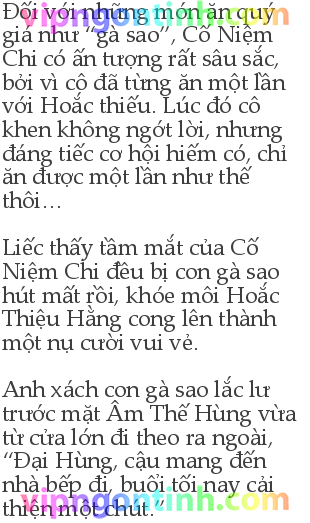 vipngontinh.com
Đối với những món ăn quý
giá như “gà sao”, Cố Niệm
Chi có ấn tượng rất sâu sắc,
bởi vì cô đã từng ăn một lần
với Hoắc thiếu. Lúc đó cô
khen không ngớt lời, nhưng
đáng tiếc cơ hội hiếm có, chỉ
ăn được một lần như thế
thôi…
Liếc thấy tầm mắt của Cố
Niệm Chi đều bị con gà sao
hút mất rồi, khóe môi Hoắc
Thiệu Hằng cong lên thành
một nụ cười vui vẻ.
Anh xách con gà sao lắc lư
trước mặt Âm Thế Hùng vừa
từ cửa lớn đi theo ra ngoài,
“Đại Hùng, cậu mang đến
nhà bếp đi, buổi tối nay cải
thiện một chút.”
vipngontinh.com